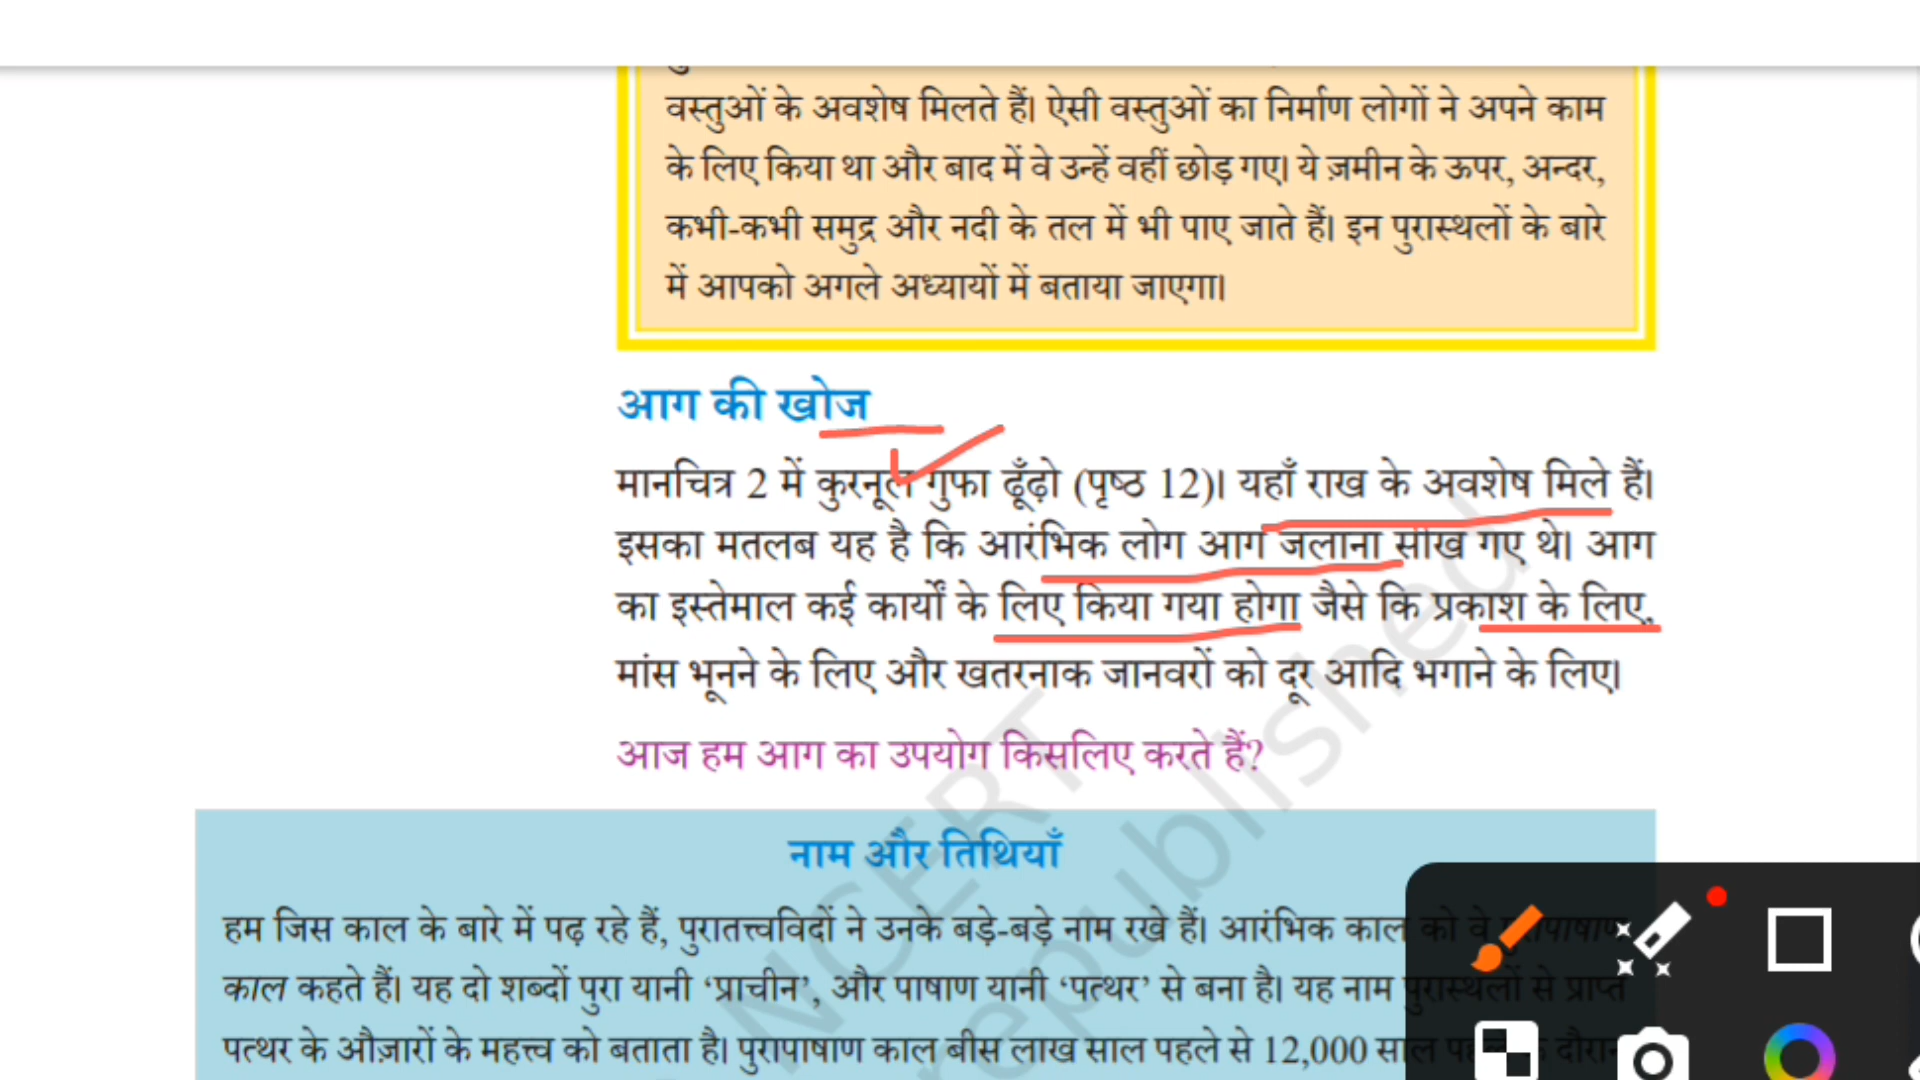 वस्तुओं के अवशेष मिलते हैं। ऐसी वस्तुओं का निर्माण लोगों ने अपने काम
के लिए किया था और बाद में वे उन्हें वहीं छोड़ गए। ये ज़मीन के ऊपर, अन्दर,
कभी-कभी समुद्र और नदी के तल में भी पाए जाते हैं। इन पुरास्थलों के बारे
में आपको अगले अध्यायों में बताया जाएगा।
आग की खोज
मानचित्र 2 में कुरनूल गुफा ढूँढ़ो (पृष्ठ 12)। यहाँ राख के अवशेष मिले हैं।
इसका मतलब यह है कि आरंभिक लोग आग जलाना सीख गए थे। आग
का इस्तेमाल कई कार्यों के लिए किया गया होगा जैसे कि प्रकाश के लिए,
मांस भूनने के लिए और खतरनाक जानवरों को दूर आदि भगाने के लिए।
आज हम आग का उपयोग किसलिए करते हैं?
नाम और तिथियाँ
हम जिस काल के बारे में पढ़ रहे हैं, पुरातत्त्वविदों ने उनके बड़े-बड़े नाम रखे हैं। आरंभिक काल को वे पुरापाषाण
काल कहते हैं। यह दो शब्दों पुरा यानी ‘प्राचीन’, और पाषाण यानी ‘पत्थर’ से बना है। यह नाम पुरास्थलों से प्राप्त
पत्थर के औज़ारों के महत्त्व को बताता है। पुरापाषाण काल बीस लाख साल पहले से 12,000 साल पहले के दौरान
NCERT
republished